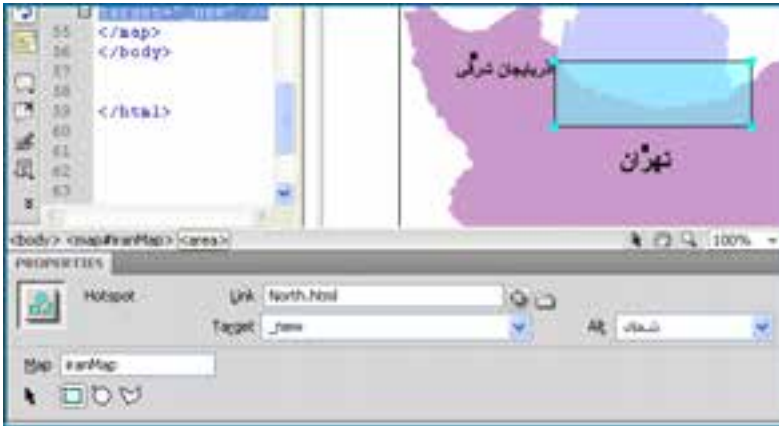 55 </map>
56 </body>
57
58
59 </html>
60
61
62
63
آذربایجان شرقی
تهران
<body> <map#iranMap> <area>
100%
PROPERTIES
Hotspot
Link North.html
Target _new
Alt شمال
Map iranMap